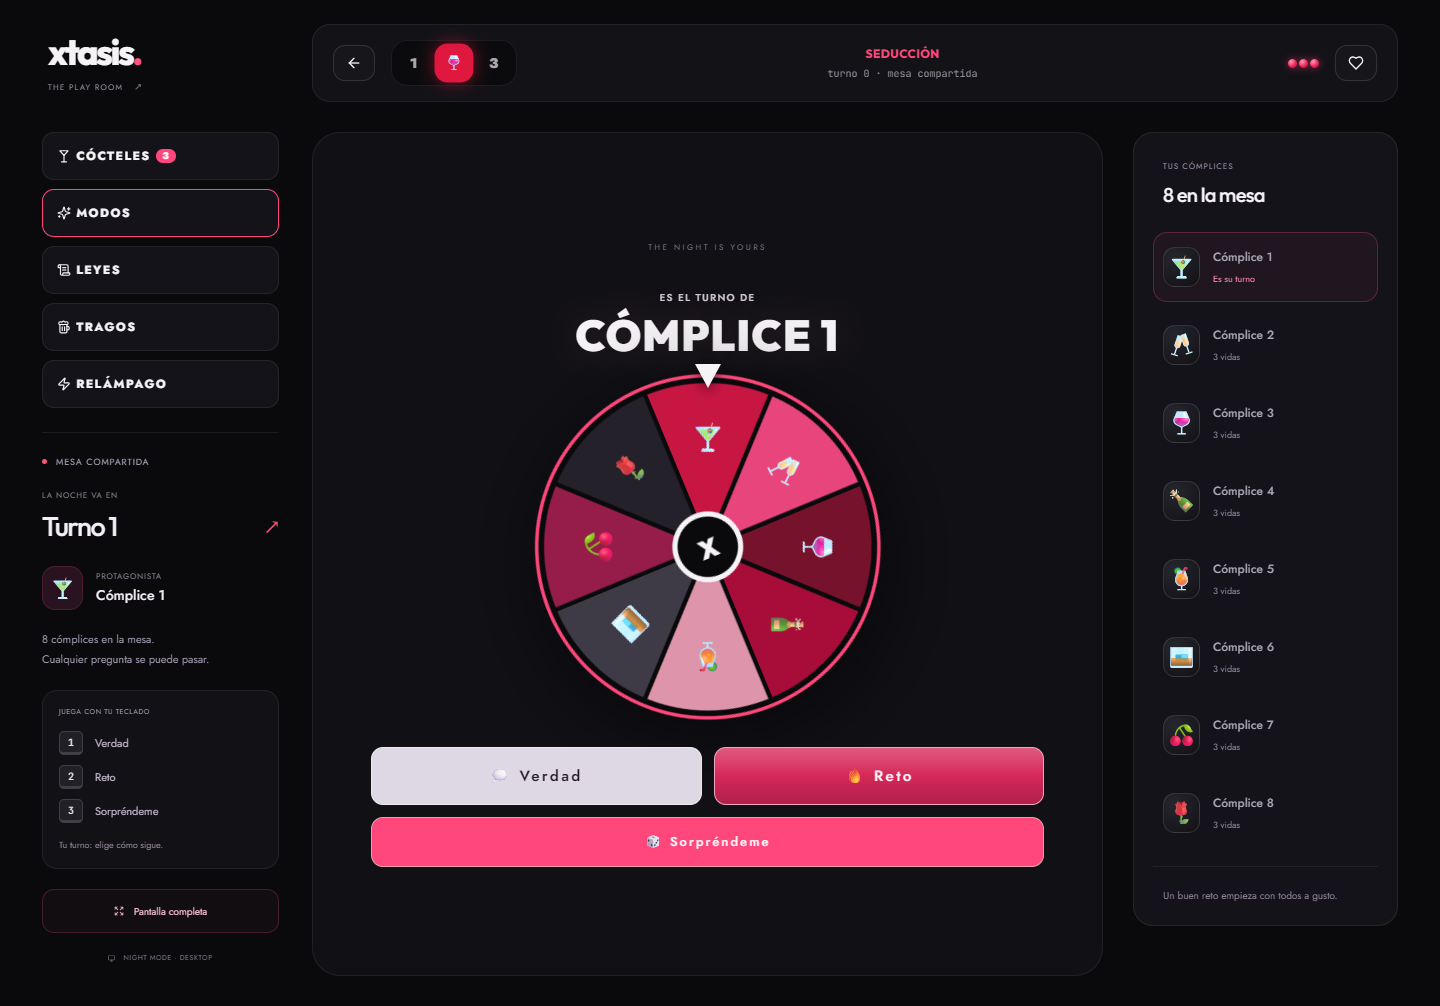 xtasis.
THE PLAY ROOM ↗
CÓCTELES 3
MODOS
LEYES
TRAGOS
RELÁMPAGO
MESA COMPARTIDA
LA NOCHE VA EN
Turno 1
PROTAGONISTA
Cómplice 1
8 cómplices en la mesa.
Cualquier pregunta se puede pasar.
JUEGA CON TU TECLADO
1 Verdad
2 Reto
3 Sorpréndeme
Tu turno: elige cómo sigue.
Pantalla completa
NIGHT MODE · DESKTOP
1 3
SEDUCCIÓN
turno 0 · mesa compartida
THE NIGHT IS YOURS
ES EL TURNO DE
CÓMPLICE 1
X
Verdad
Reto
Sorpréndeme
TUS CÓMPLICES
8 en la mesa
Cómplice 1
Es su turno
Cómplice 2
3 vidas
Cómplice 3
3 vidas
Cómplice 4
3 vidas
Cómplice 5
3 vidas
Cómplice 6
3 vidas
Cómplice 7
3 vidas
Cómplice 8
3 vidas
Un buen reto empieza con todos a gusto.